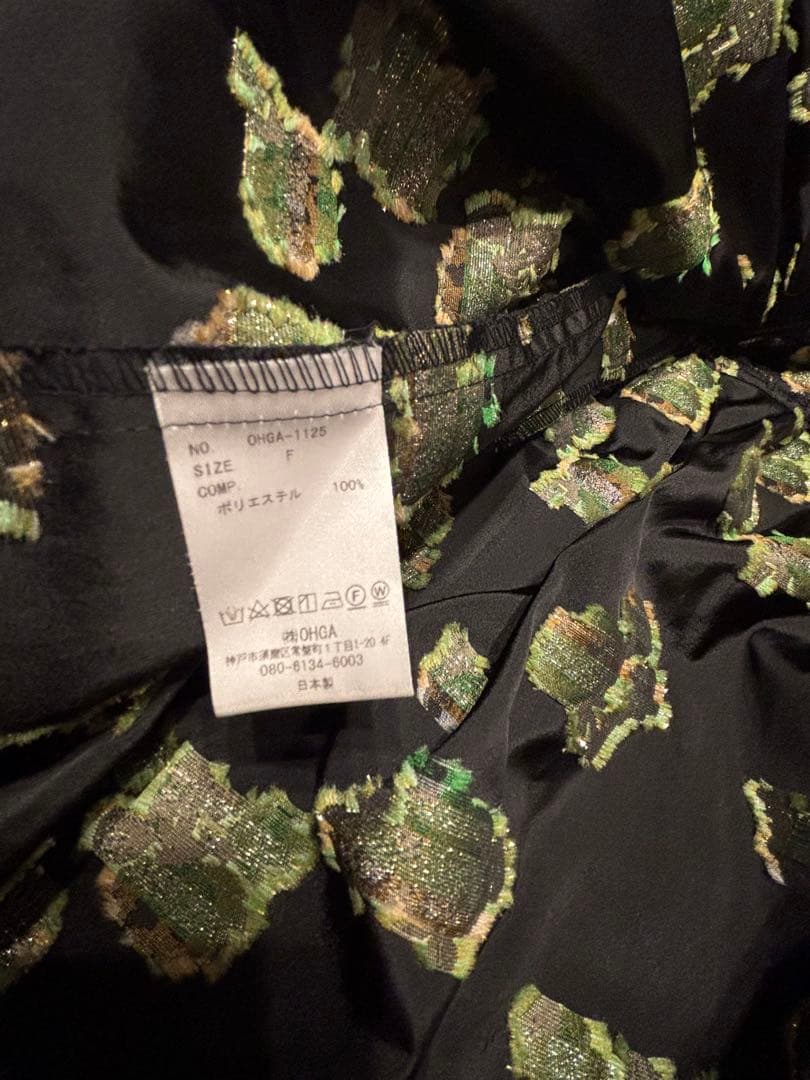 NO. OHGA-1125
SIZE F
COMP.
ポリエステル 100%
F W
㈱OHGA
神戸市須磨区常盤町1丁目1-20 4F
080-6134-6003
日本製